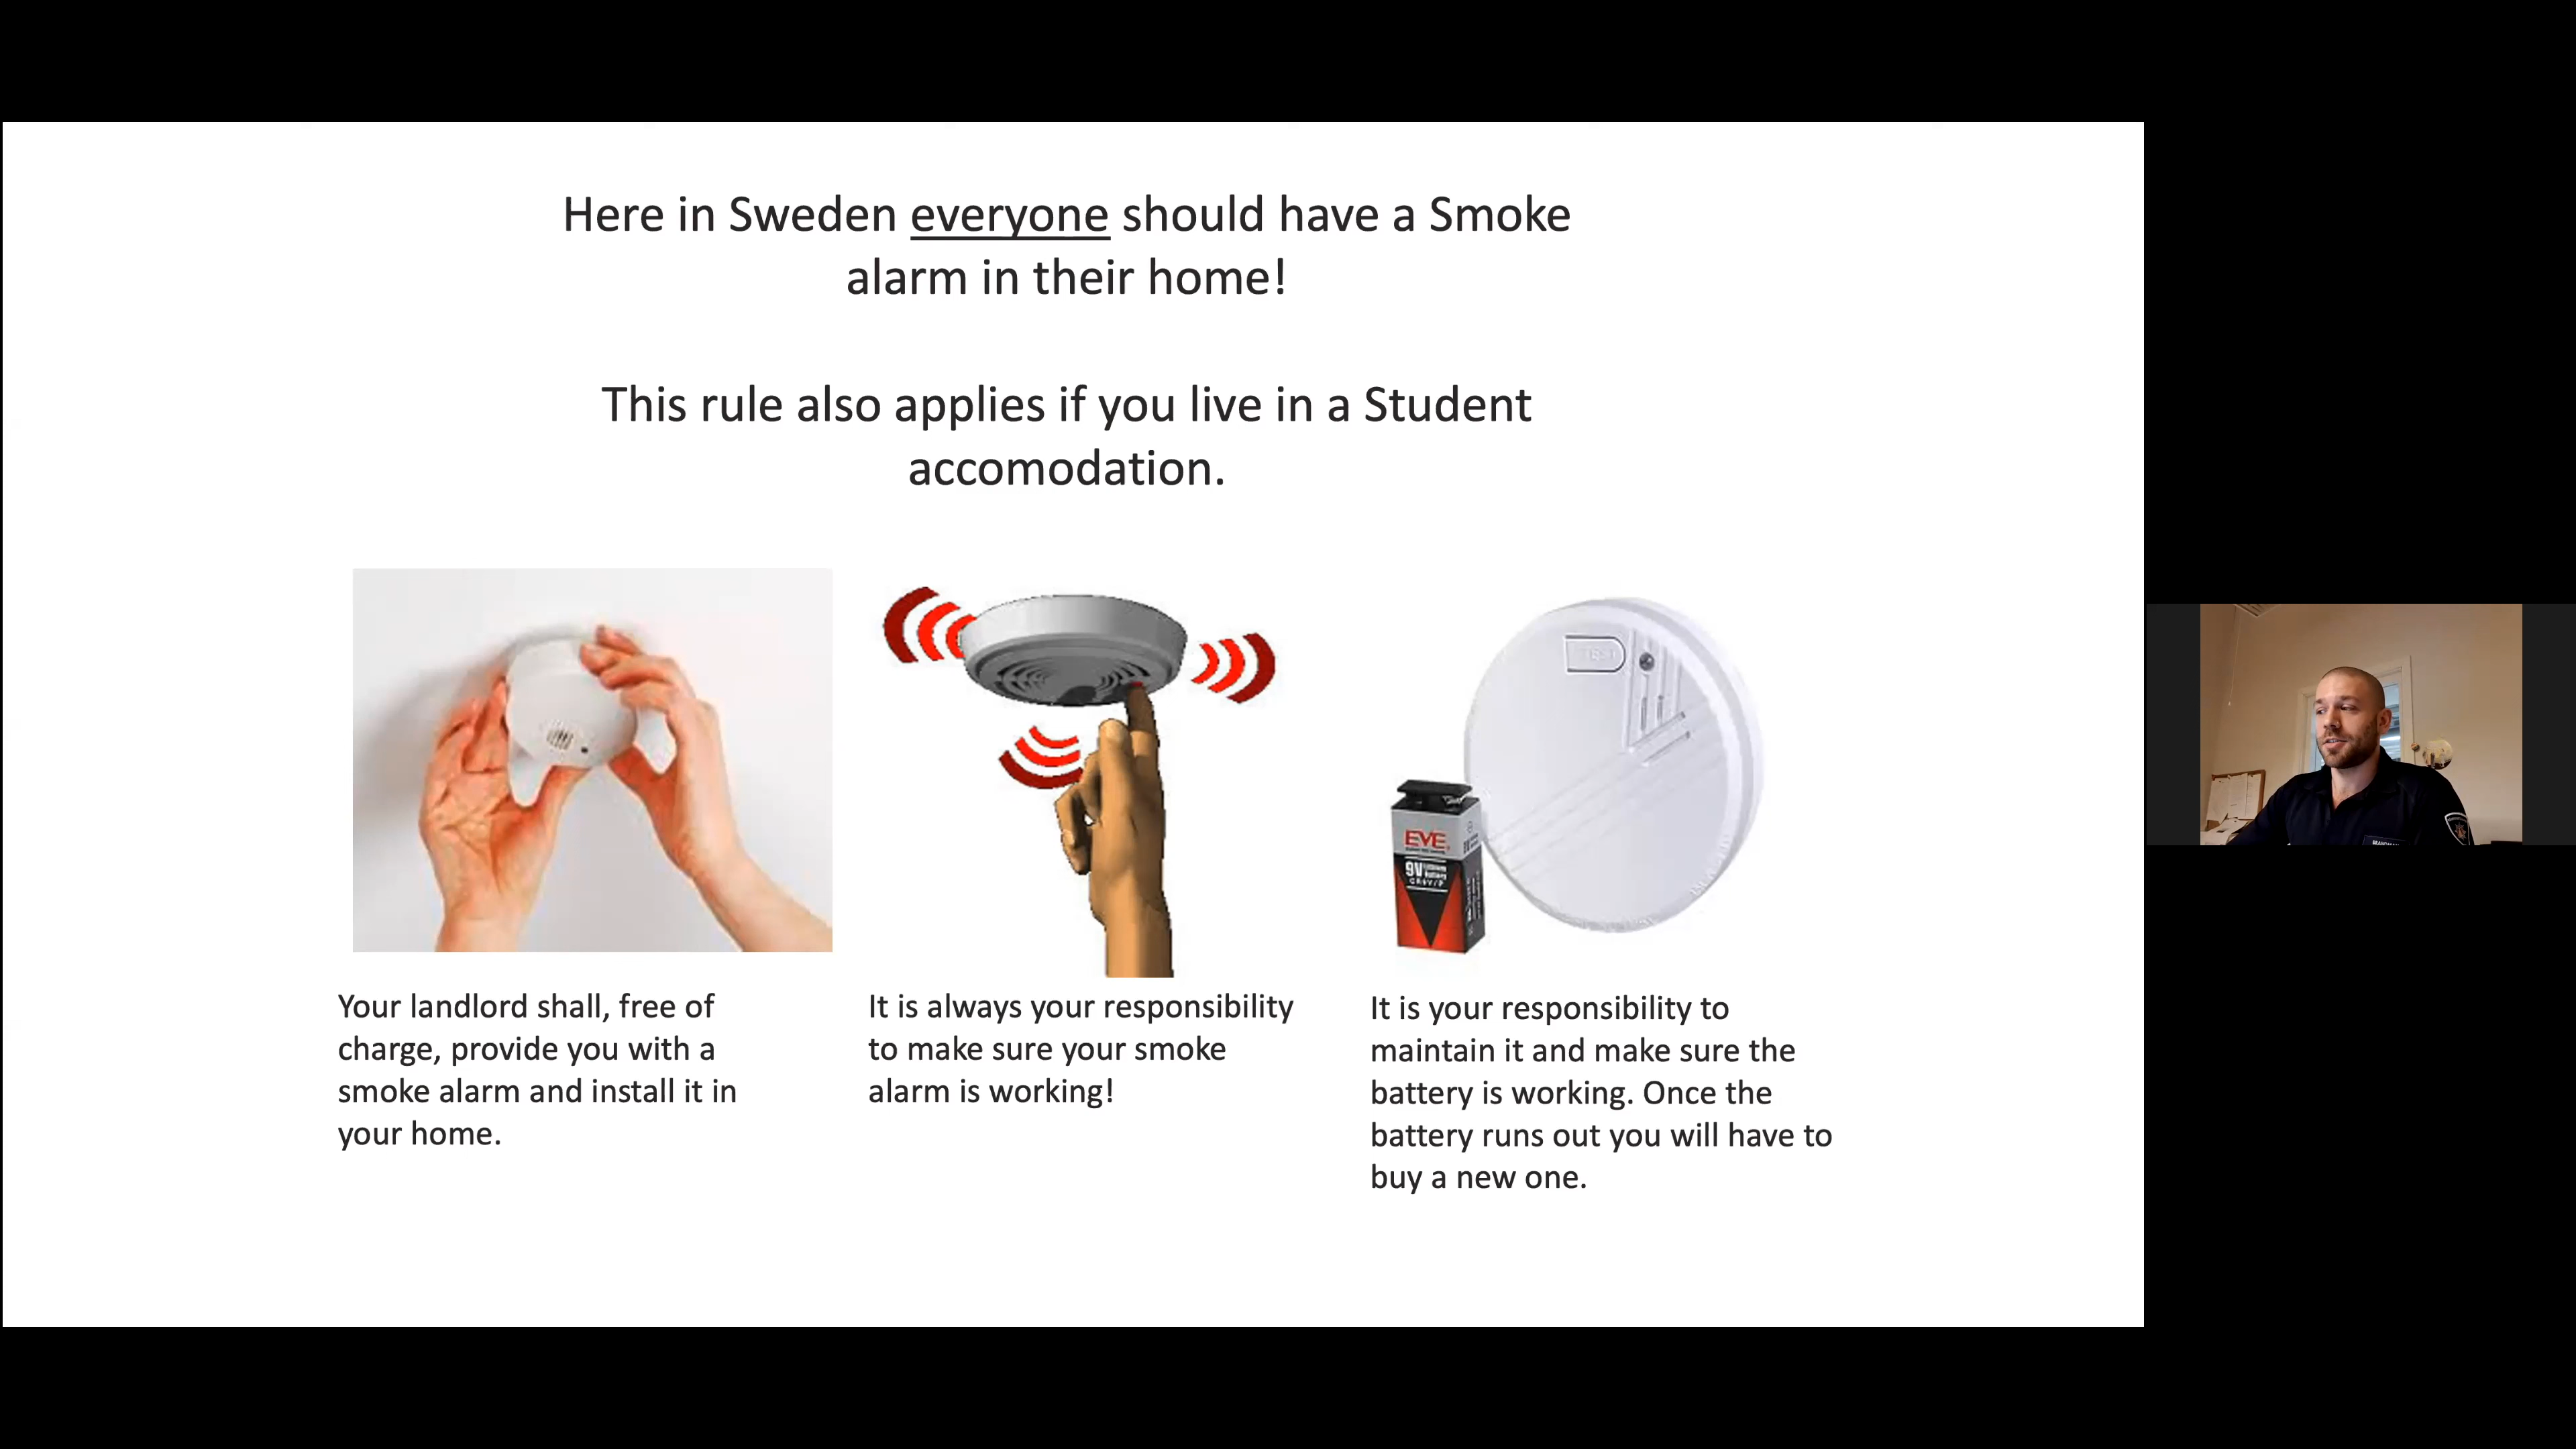 Here in Sweden everyone should have a Smoke
alarm in their home!
This rule also applies if you live in a Student
accomodation.
TEST
EVE
9V Lithium
Battery
CR9V/P
Your landlord shall, free of
charge, provide you with a
smoke alarm and install it in
your home.
It is always your responsibility
to make sure your smoke
alarm is working!
It is your responsibility to
maintain it and make sure the
battery is working. Once the
battery runs out you will have to
buy a new one.